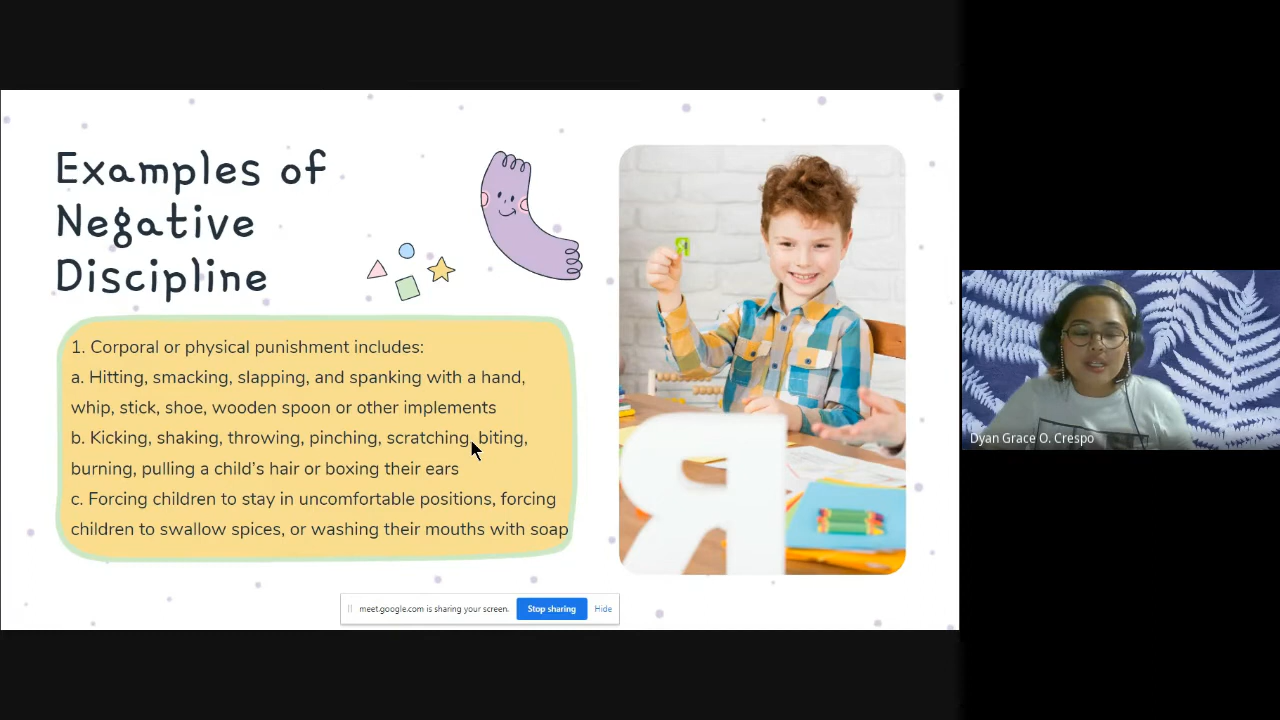 Examples of
Negative
Discipline
1. Corporal or physical punishment includes:
a. Hitting, smacking, slapping, and spanking with a hand,
whip, stick, shoe, wooden spoon or other implements
b. Kicking, shaking, throwing, pinching, scratching, biting,
burning, pulling a child's hair or boxing their ears
c. Forcing children to stay in uncomfortable positions, forcing
children to swallow spices, or washing their mouths with soap
meet.google.com is sharing your screen. Stop sharing Hide
Dyan Grace O. Crespo